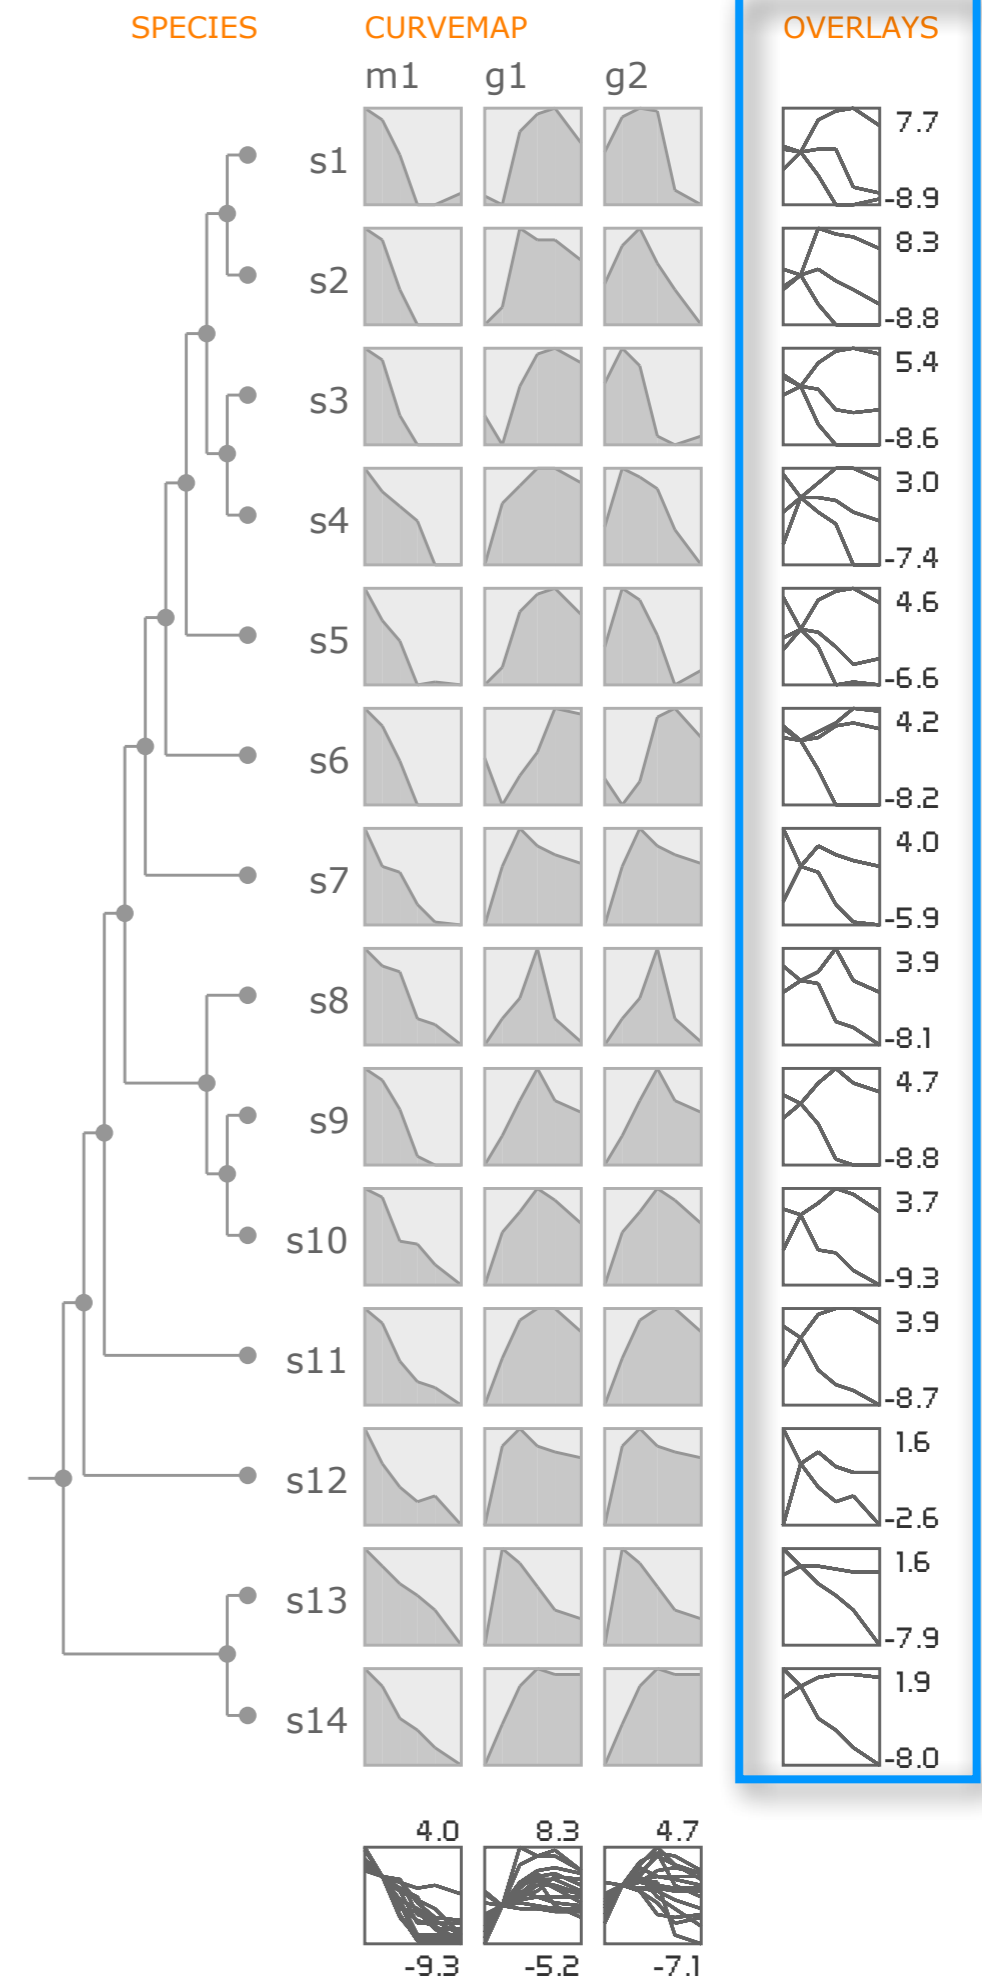 SPECIES CURVEMAP OVERLAYS
m1 g1 g2
s1 7.7
-8.9
s2 8.3
-8.8
s3 5.4
-8.6
s4 3.0
-7.4
s5 4.6
-6.6
s6 4.2
-8.2
s7 4.0
-5.9
s8 3.9
-8.1
s9 4.7
-8.8
s10 3.7
-9.3
s11 3.9
-8.7
s12 1.6
-2.6
s13 1.6
-7.9
s14 1.9
-8.0
4.0 8.3 4.7
-9.3 -5.2 -7.1